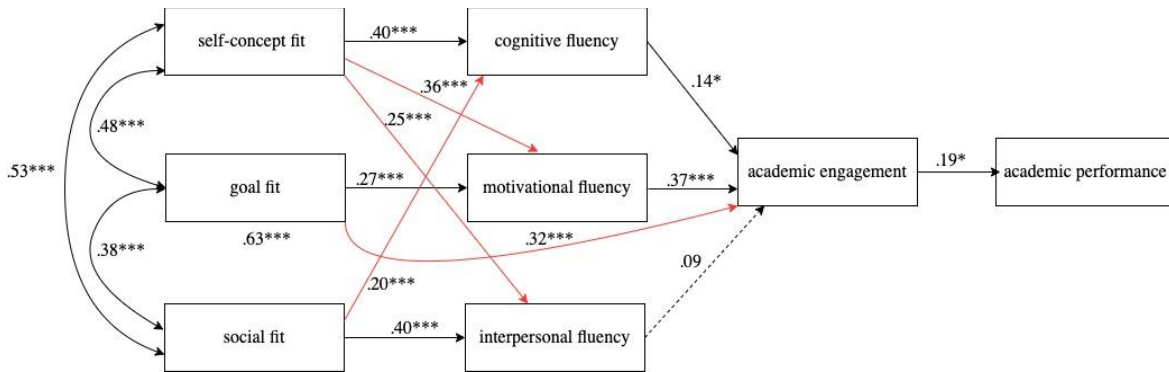 self-concept fit
.40***
cognitive fluency
.36***
.14*
.48***
.25***
.53***
goal fit
.27***
motivational fluency
.37***
academic engagement
.19*
academic performance
.63***
.32***
.38***
.09
.20***
social fit
.40***
interpersonal fluency